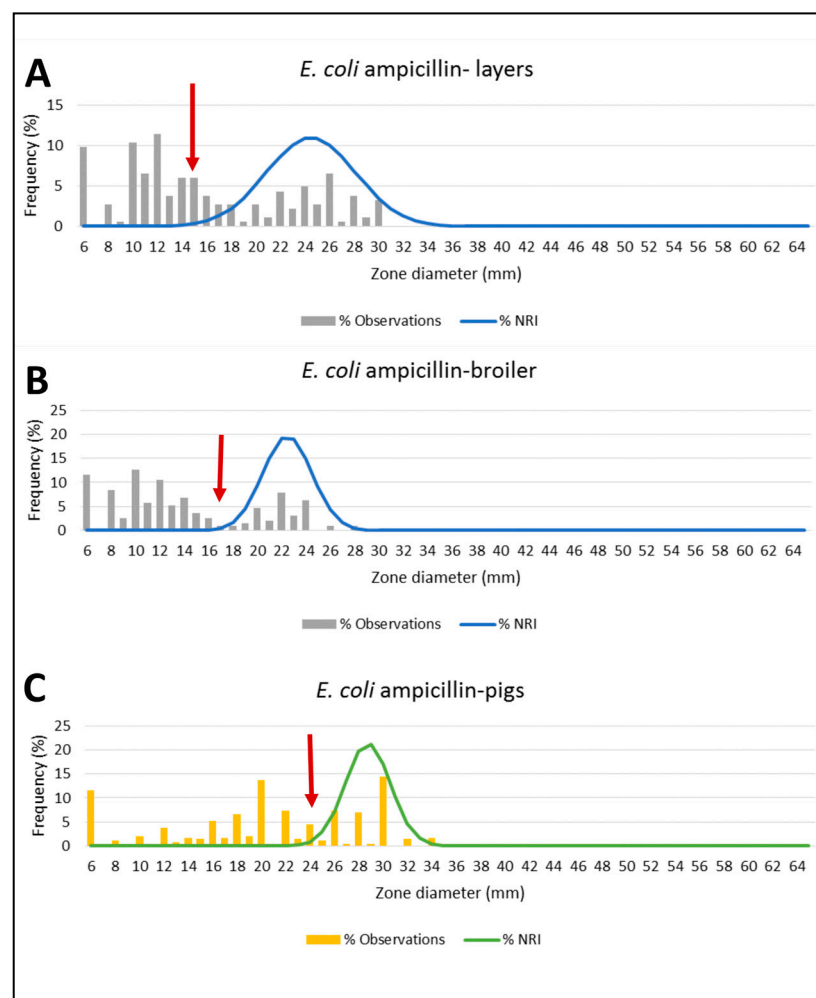 A
E. coli ampicillin- layers
Frequency (%)
15
10
5
0
6 8 10 12 14 16 18 20 22 24 26 28 30 32 34 36 38 40 42 44 46 48 50 52 54 56 58 60 62 64
Zone diameter (mm)
% Observations % NRI
B
E. coli ampicillin-broiler
Frequency (%)
25
20
15
10
5
0
6 8 10 12 14 16 18 20 22 24 26 28 30 32 34 36 38 40 42 44 46 48 50 52 54 56 58 60 62 64
Zone diameter (mm)
% Observations % NRI
C
E. coli ampicillin-pigs
Frequency (%)
25
20
15
10
5
0
6 8 10 12 14 16 18 20 22 24 26 28 30 32 34 36 38 40 42 44 46 48 50 52 54 56 58 60 62 64
Zone diameter (mm)
% Observations % NRI